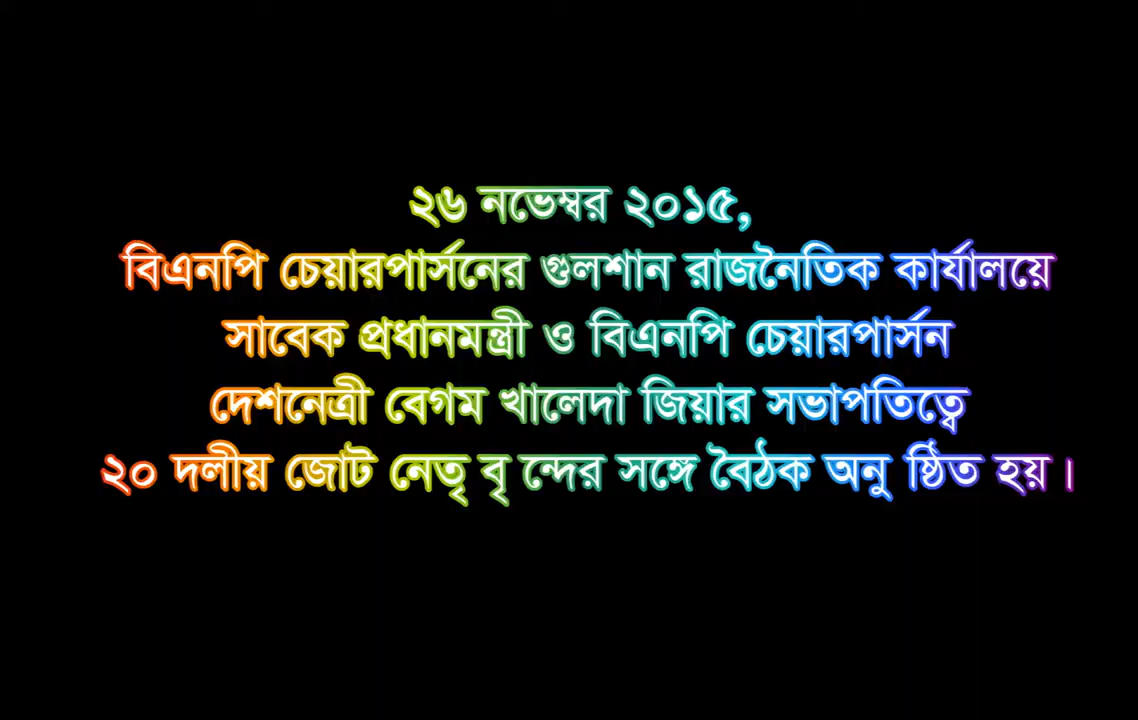 ২৬ নভেম্বর ২০১৫,
বিএনপি চেয়ারপার্সনের গুলশান রাজনৈতিক কার্যালয়ে
সাবেক প্রধানমন্ত্রী ও বিএনপি চেয়ারপার্সন
দেশনেত্রী বেগম খালেদা জিয়ার সভাপতিত্বে
২০ দলীয় জোট নেতৃ বৃ ন্দের সঙ্গে বৈঠক অনু ষ্ঠিত হয় ।